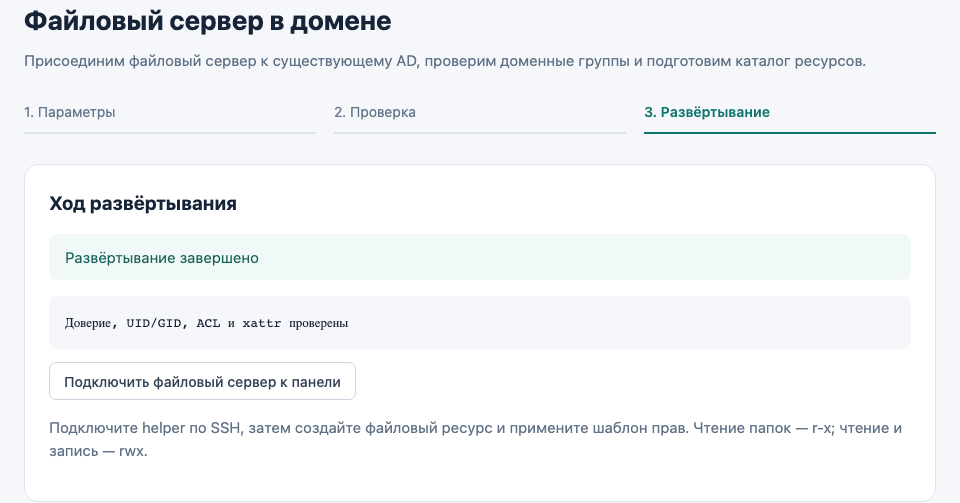 Файловый сервер в домене
Присоединим файловый сервер к существующему AD, проверим доменные группы и подготовим каталог ресурсов.
1. Параметры
2. Проверка
3. Развёртывание
Ход развёртывания
Развёртывание завершено
Доверие, UID/GID, ACL и xattr проверены
Подключить файловый сервер к панели
Подключите helper по SSH, затем создайте файловый ресурс и примените шаблон прав. Чтение папок — r-x; чтение и
запись — rwx.